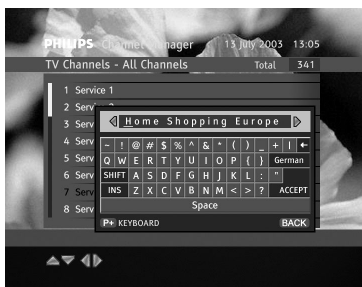 PHILIPS Channel Manager 13 July 2003 13:05
TV Channels - All Channels Total 341
1 Service 1
2 Service 2
3 Serv
Home Shopping Europe
4 Serv
~ ! @ # $ % ^ & * ( ) _ + |
5 Serv
Q W E R T Y U I O P { } German
6 Serv
SHIFT A S D F G H J K L : "
7 Serv
INS Z X C V B N M < > ? ACCEPT
8 Serv
Space
P+ KEYBOARD BACK